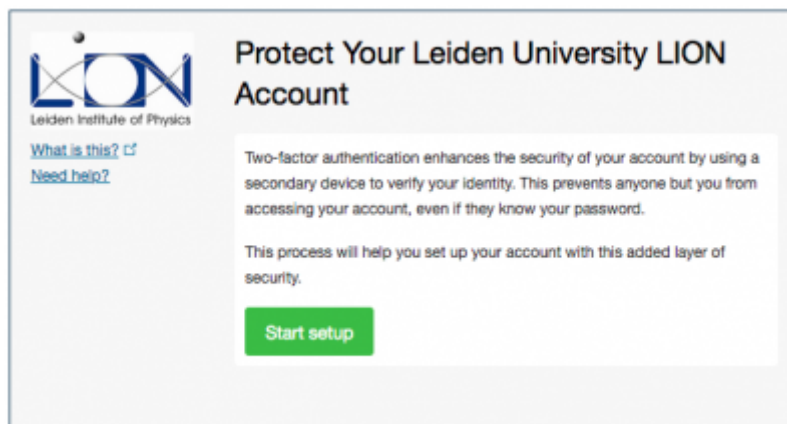 LION
Leiden Institute of Physics
What is this?
Need help?
Protect Your Leiden University LION
Account
Two-factor authentication enhances the security of your account by using a
secondary device to verify your identity. This prevents anyone but you from
accessing your account, even if they know your password.
This process will help you set up your account with this added layer of
security.
Start setup